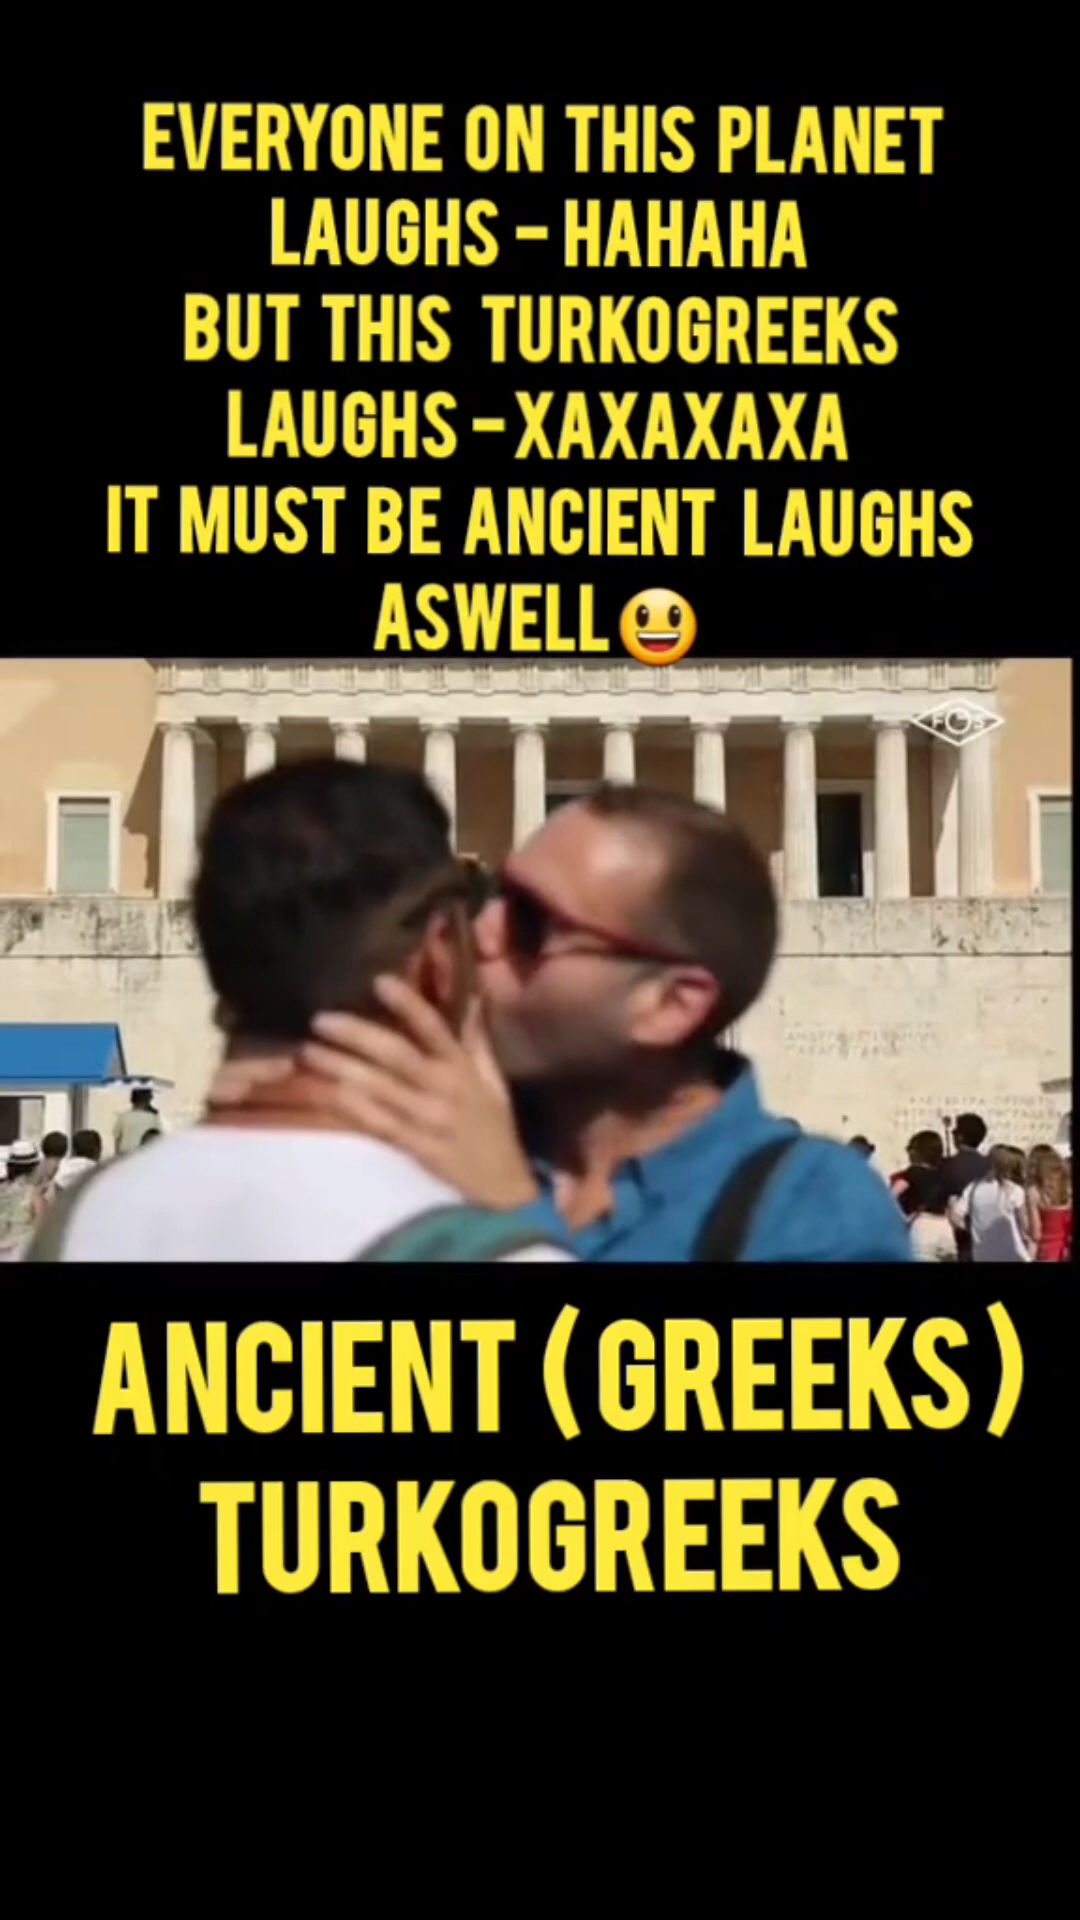 EVERYONE ON THIS PLANET
LAUGHS - HAHAHA
BUT THIS TURKOGREEKS
LAUGHS - XAXAXAXA
IT MUST BE ANCIENT LAUGHS
ASWELL😃
FOS
ANCIENT (GREEKS)
TURKOGREEKS